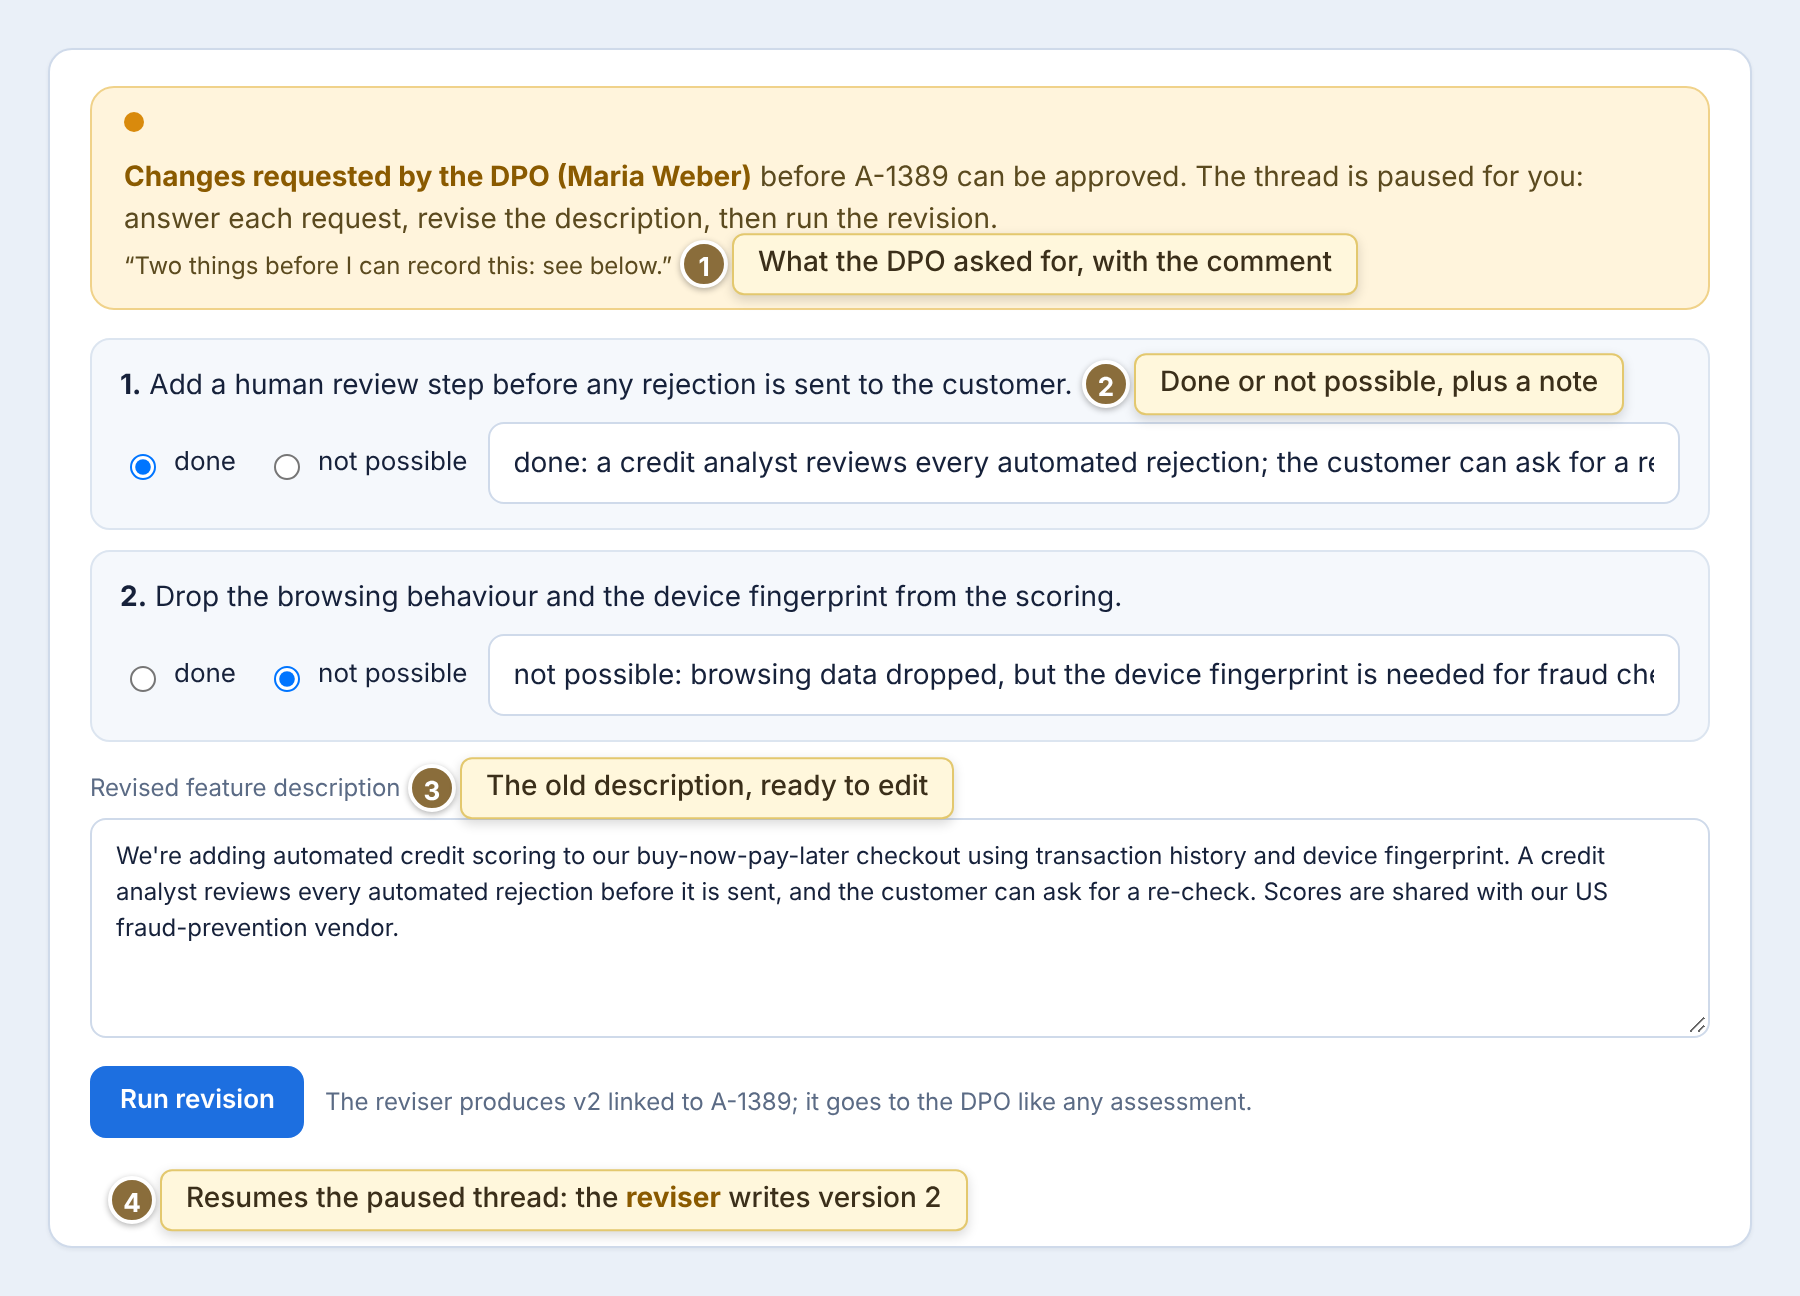 Changes requested by the DPO (Maria Weber) before A-1389 can be approved. The thread is paused for you:
answer each request, revise the description, then run the revision.
“Two things before I can record this: see below.” 1 What the DPO asked for, with the comment
1. Add a human review step before any rejection is sent to the customer. 2 Done or not possible, plus a note
done not possible done: a credit analyst reviews every automated rejection; the customer can ask for a
2. Drop the browsing behaviour and the device fingerprint from the scoring.
done not possible not possible: browsing data dropped, but the device fingerprint is needed for fraud
Revised feature description 3 The old description, ready to edit
We're adding automated credit scoring to our buy-now-pay-later checkout using transaction history and device fingerprint. A credit
analyst reviews every automated rejection before it is sent, and the customer can ask for a re-check. Scores are shared with our US
fraud-prevention vendor.
Run revision The reviser produces v2 linked to A-1389; it goes to the DPO like any assessment.
4 Resumes the paused thread: the reviser writes version 2